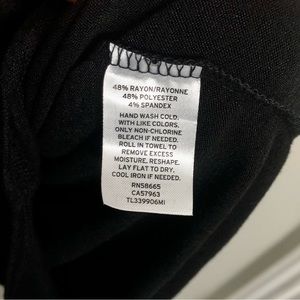 48% RAYON/RAYONNE
48% POLYESTER
4% SPANDEX
HAND WASH COLD.
WITH LIKE COLORS.
ONLY NON-CHLORINE
BLEACH IF NEEDED.
ROLL IN TOWEL TO
REMOVE EXCESS
MOISTURE. RESHAPE.
LAY FLAT TO DRY.
COOL IRON IF NEEDED.
RN58665
CA57963
TL339906MI